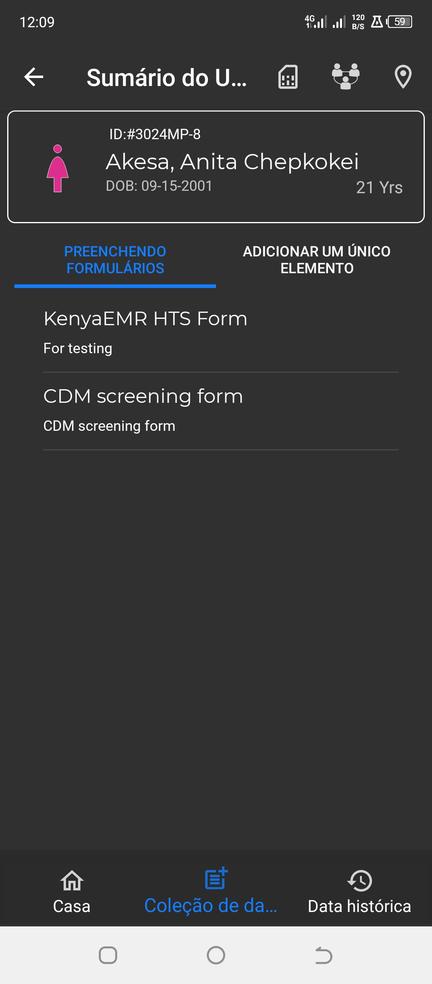 12:09
4G
120
B/S
59
Sumário do U...
ID:#3024MP-8
Akesa, Anita Chepkokei
DOB: 09-15-2001
21 Yrs
PREENCHENDO
FORMULÁRIOS
ADICIONAR UM ÚNICO
ELEMENTO
KenyaEMR HTS Form
For testing
CDM screening form
CDM screening form
Casa
Coleção de da...
Data histórica